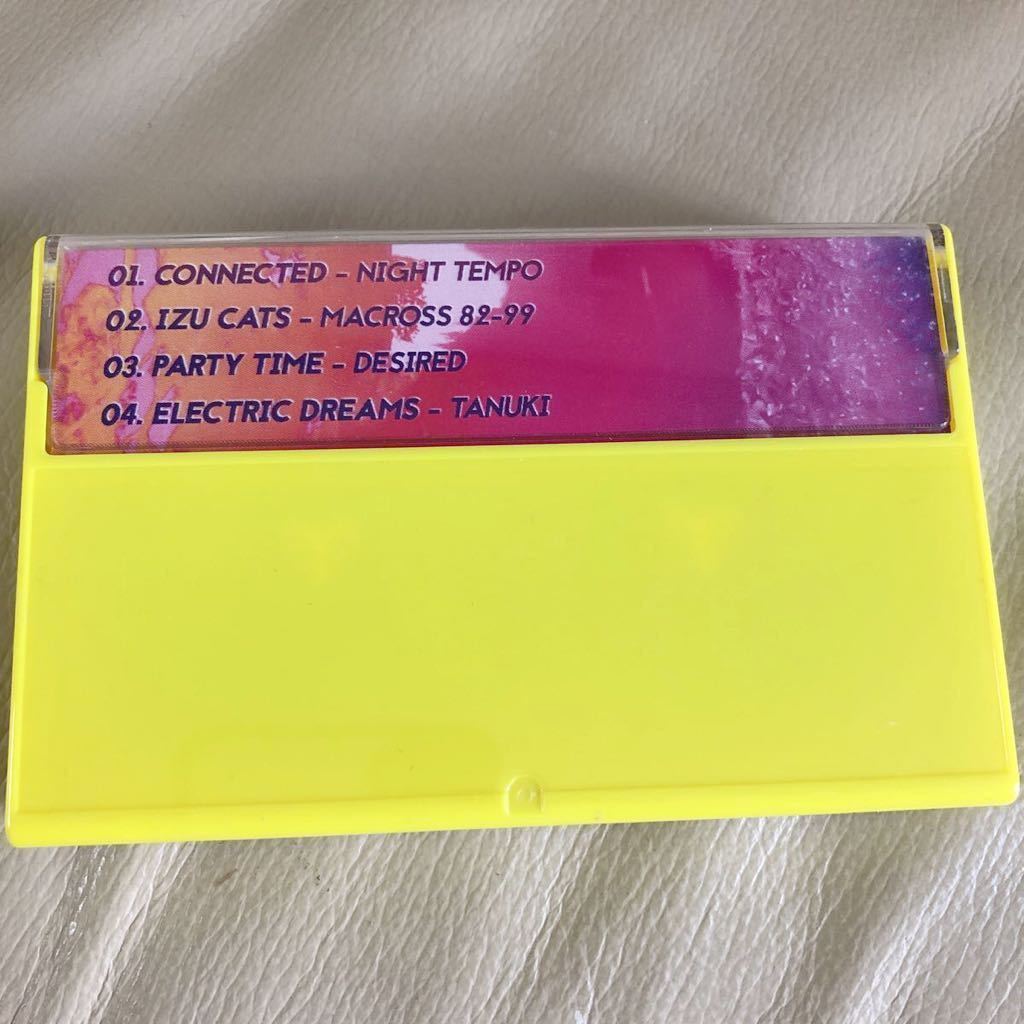 01. CONNECTED - NIGHT TEMPO
02. IZU CATS - MACROSS 82-99
03. PARTY TIME - DESIRED
04. ELECTRIC DREAMS - TANUKI